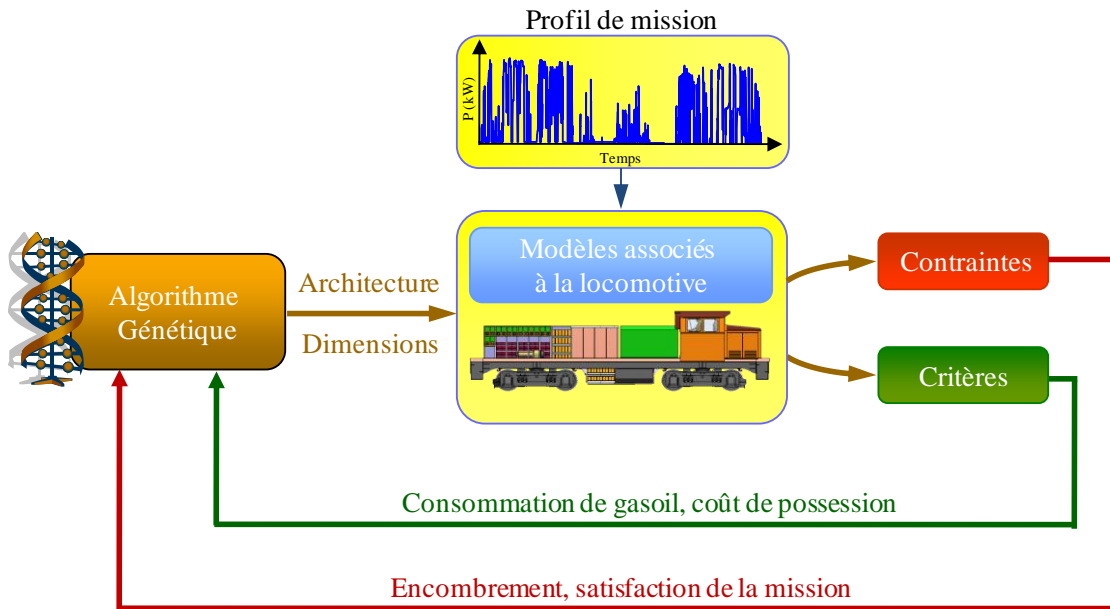 Profil de mission
P (kW)
Temps
Modèles associés
à la locomotive
Algorithme
Génétique
Architecture
Dimensions
Contraintes
Critères
Consommation de gasoil, coût de possession
Encombrement, satisfaction de la mission